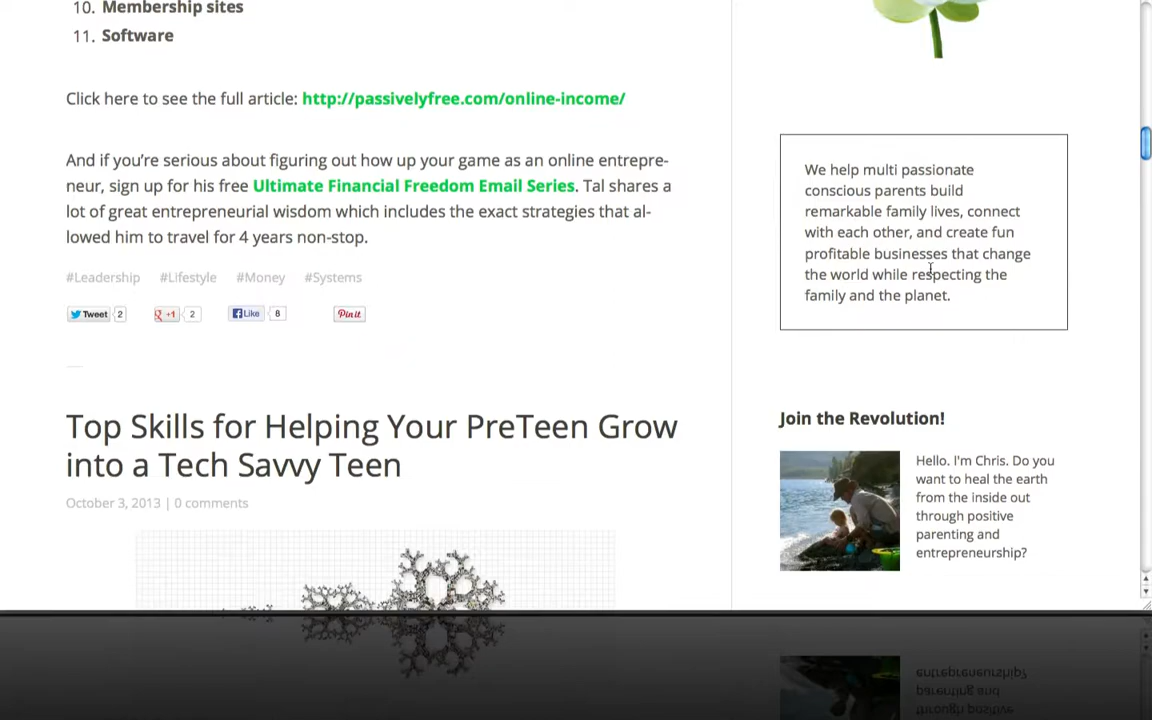 10. Membership sites
11. Software
Click here to see the full article: http://passivelyfree.com/online-income/
And if you're serious about figuring out how up your game as an online entrepre-
neur, sign up for his free Ultimate Financial Freedom Email Series. Tal shares a
lot of great entrepreneurial wisdom which includes the exact strategies that al-
lowed him to travel for 4 years non-stop.
#Leadership #Lifestyle #Money #Systems
Tweet 2 +1 2 Like 8 Pin it
Top Skills for Helping Your PreTeen Grow
into a Tech Savvy Teen
October 3, 2013 | 0 comments
We help multi passionate
conscious parents build
remarkable family lives, connect
with each other, and create fun
profitable businesses that change
the world while respecting the
family and the planet.
Join the Revolution!
Hello. I'm Chris. Do you
want to heal the earth
from the inside out
through positive
parenting and
entrepreneurship?
entrepreneurship?
parenting and
through positive